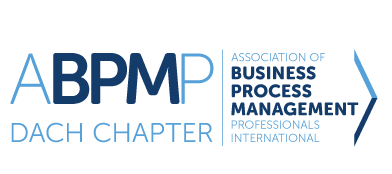 ABPMP
DACH CHAPTER
ASSOCIATION OF
BUSINESS
PROCESS
MANAGEMENT
PROFESSIONALS
INTERNATIONAL